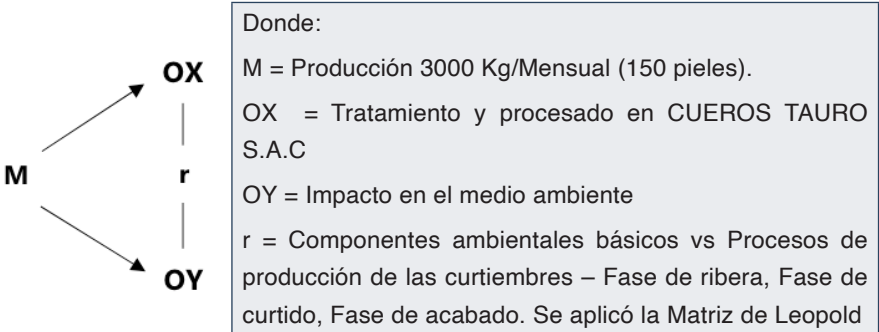 OX
M
r
OY
Donde:
M = Producción 3000 Kg/Mensual (150 pieles).
OX = Tratamiento y procesado en CUEROS TAURO
S.A.C
OY = Impacto en el medio ambiente
r = Componentes ambientales básicos vs Procesos de
producción de las curtiembres – Fase de ribera, Fase de
curtido, Fase de acabado. Se aplicó la Matriz de Leopold